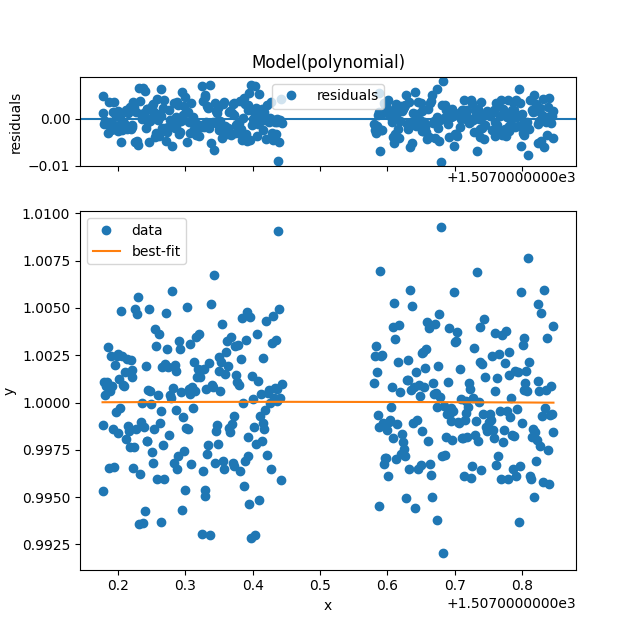 Model(polynomial)
residuals
0.00
−0.01
residuals
+1.5070000000e3
1.0100
1.0075
1.0050
1.0025
1.0000
0.9975
0.9950
0.9925
y
data
best-fit
0.2 0.3 0.4 0.5 0.6 0.7 0.8
x
+1.5070000000e3